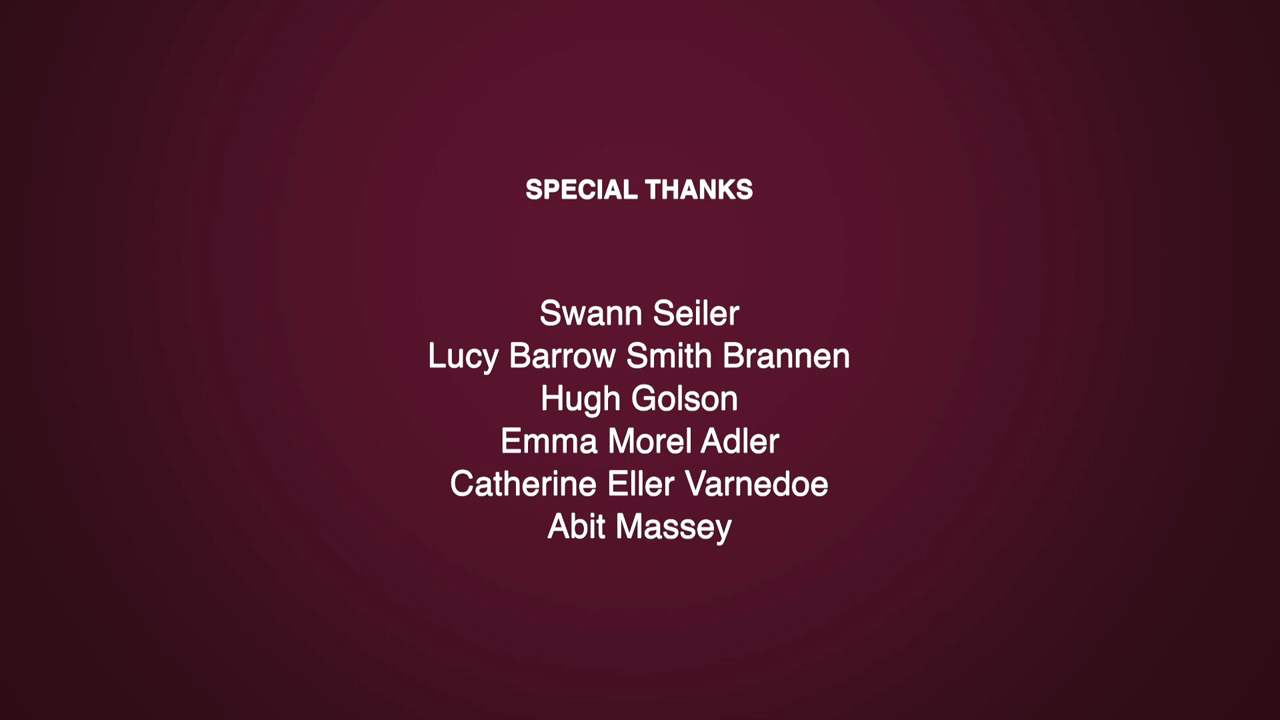 SPECIAL THANKS
Swann Seiler
Lucy Barrow Smith Brannen
Hugh Golson
Emma Morel Adler
Catherine Eller Varnedoe
Abit Massey